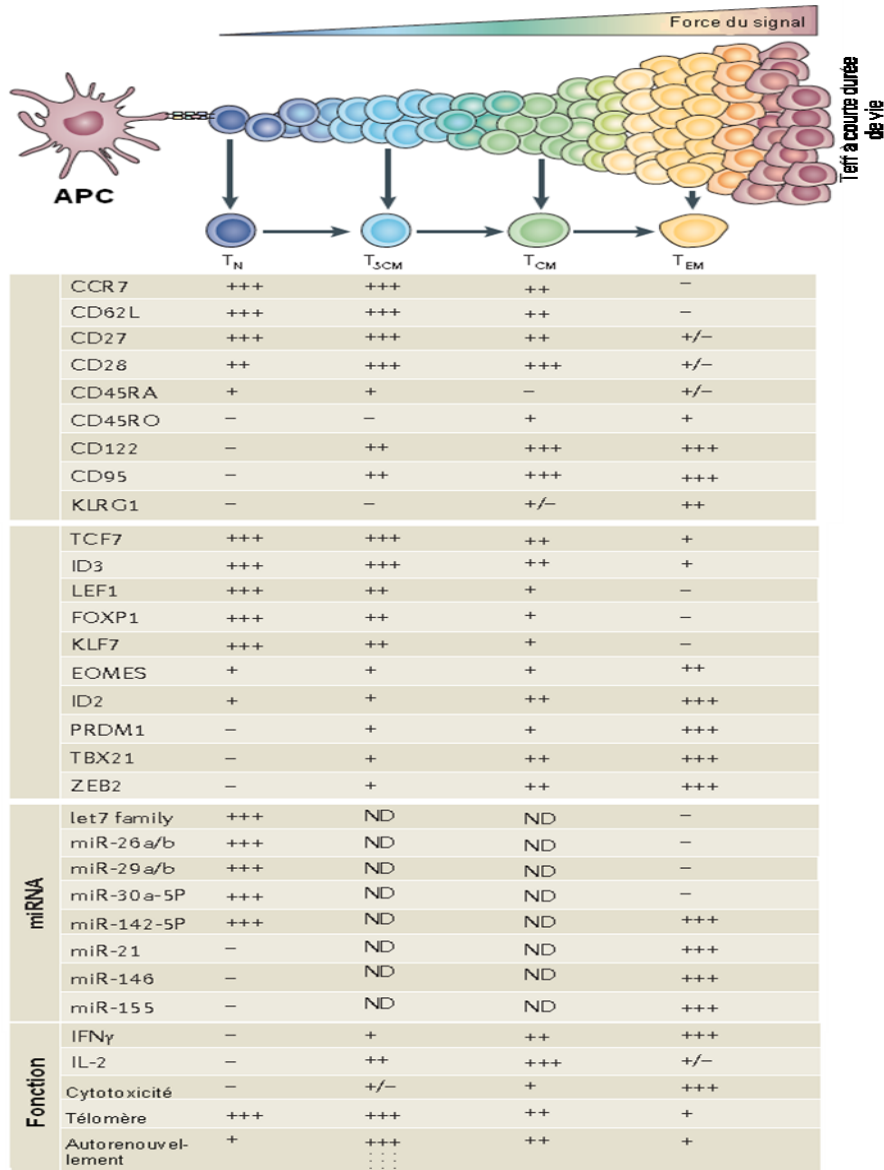 Force du signal
Teff à courte durée
de vie
APC
TN TSCM TCM TEM
CCR7 +++ +++ ++ –
CD62L +++ +++ ++ –
CD27 +++ +++ ++ +/–
CD28 ++ +++ +++ +/–
CD45RA + + – +/–
CD45RO – – + +
CD122 – ++ +++ +++
CD95 – ++ +++ +++
KLRG1 – – +/– ++
TCF7 +++ +++ ++ +
ID3 +++ +++ ++ +
LEF1 +++ ++ + –
FOXP1 +++ ++ + –
KLF7 +++ ++ + –
EOMES + + + ++
ID2 + + ++ +++
PRDM1 – + + +++
TBX21 – + ++ +++
ZEB2 – + ++ +++
miRNA
let7 family +++ ND ND –
miR-26a/b +++ ND ND –
miR-29a/b +++ ND ND –
miR-30a-5P +++ ND ND –
miR-142-5P +++ ND ND +++
miR-21 – ND ND +++
miR-146 – ND ND +++
miR-155 – ND ND +++
Fonction
IFNγ – + ++ +++
IL-2 – ++ +++ +/–
Cytotoxicité – +/– + +++
Télomère +++ +++ ++ +
Autorenouvel- + +++ ++ +
lement